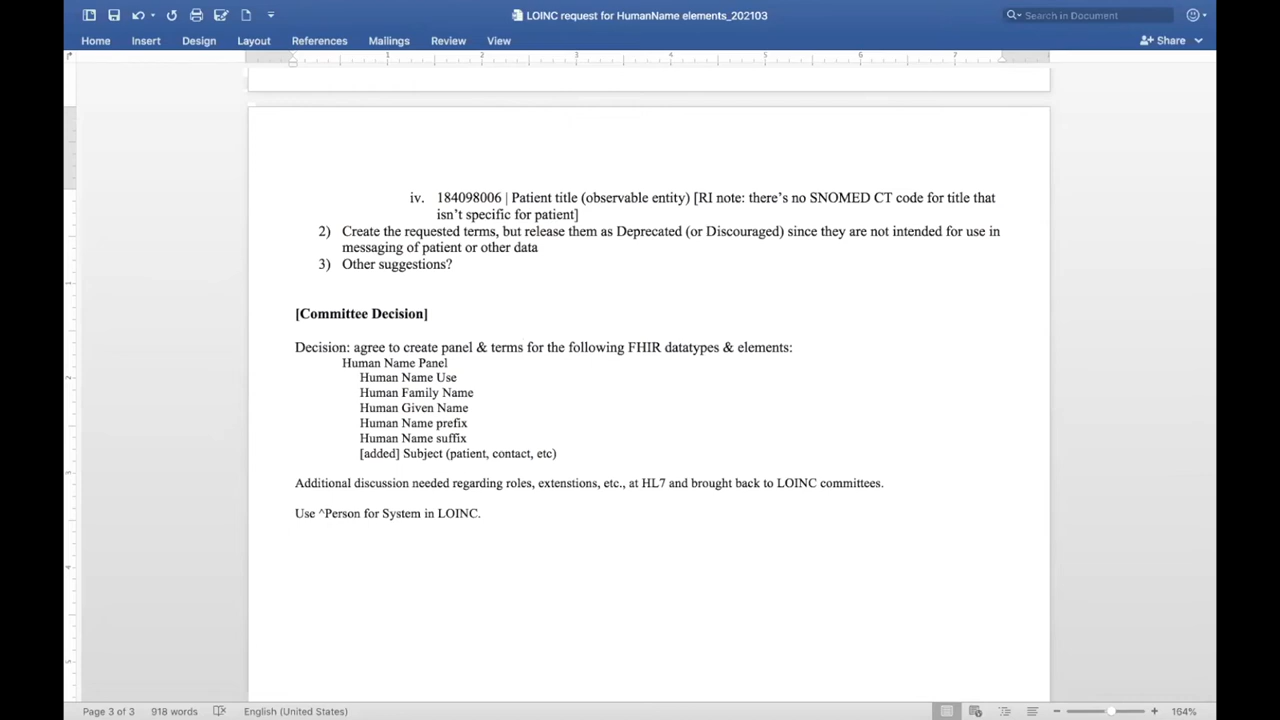 LOINC request for HumanName elements_202103
Search in Document
Home Insert Design Layout References Mailings Review View Share
1 2 3 4 5 6 7
iv. 184098006 | Patient title (observable entity) [RI note: there's no SNOMED CT code for title that
isn't specific for patient]
2) Create the requested terms, but release them as Deprecated (or Discouraged) since they are not intended for use in
messaging of patient or other data
3) Other suggestions?
[Committee Decision]
Decision: agree to create panel & terms for the following FHIR datatypes & elements:
Human Name Panel
Human Name Use
Human Family Name
Human Given Name
Human Name prefix
Human Name suffix
[added] Subject (patient, contact, etc)
Additional discussion needed regarding roles, extenstions, etc., at HL7 and brought back to LOINC committees.
Use ^Person for System in LOINC.
Page 3 of 3 918 words English (United States) 164%